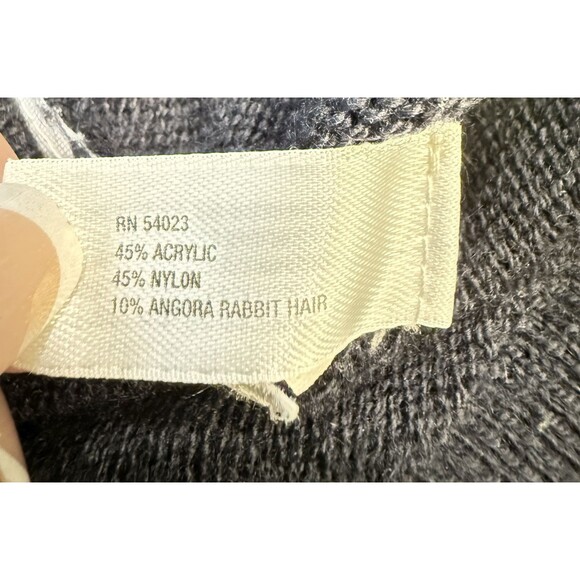 RN 54023
45% ACRYLIC
45% NYLON
10% ANGORA RABBIT HAIR